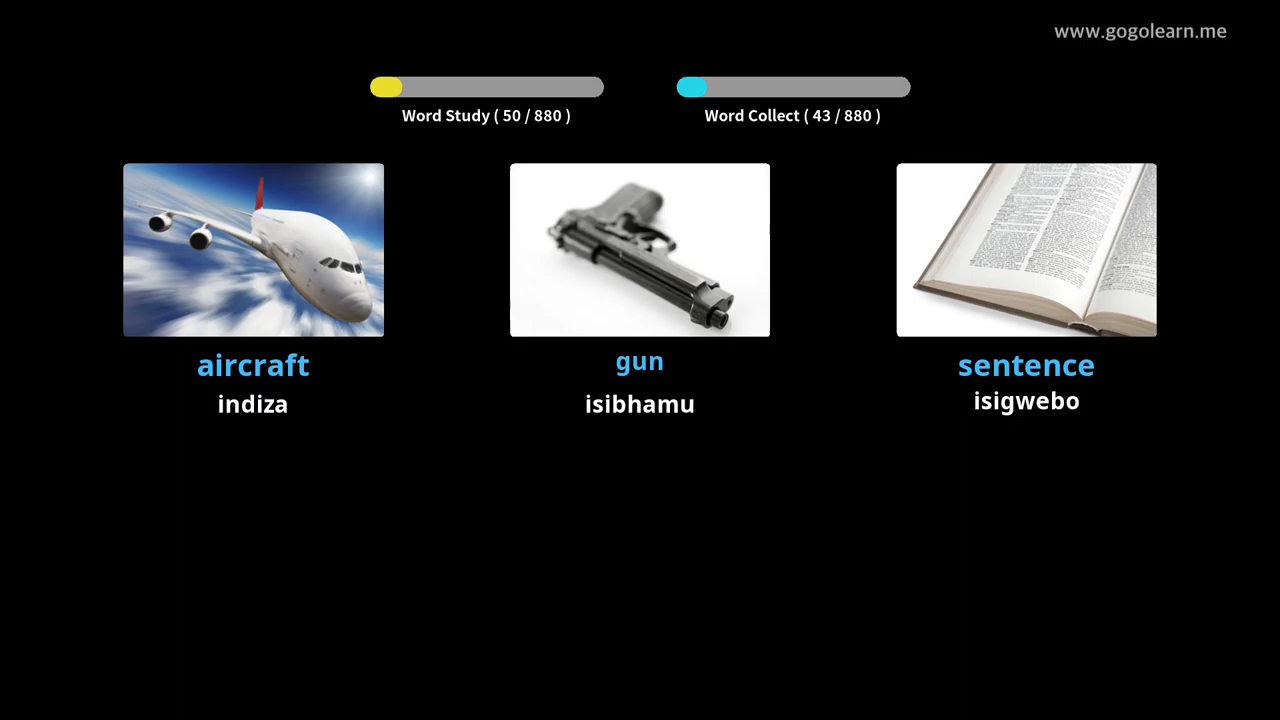 www.gogolearn.me
Word Study ( 50 / 880 )
Word Collect ( 43 / 880 )
aircraft
indiza
gun
isibhamu
sentence
isigwebo